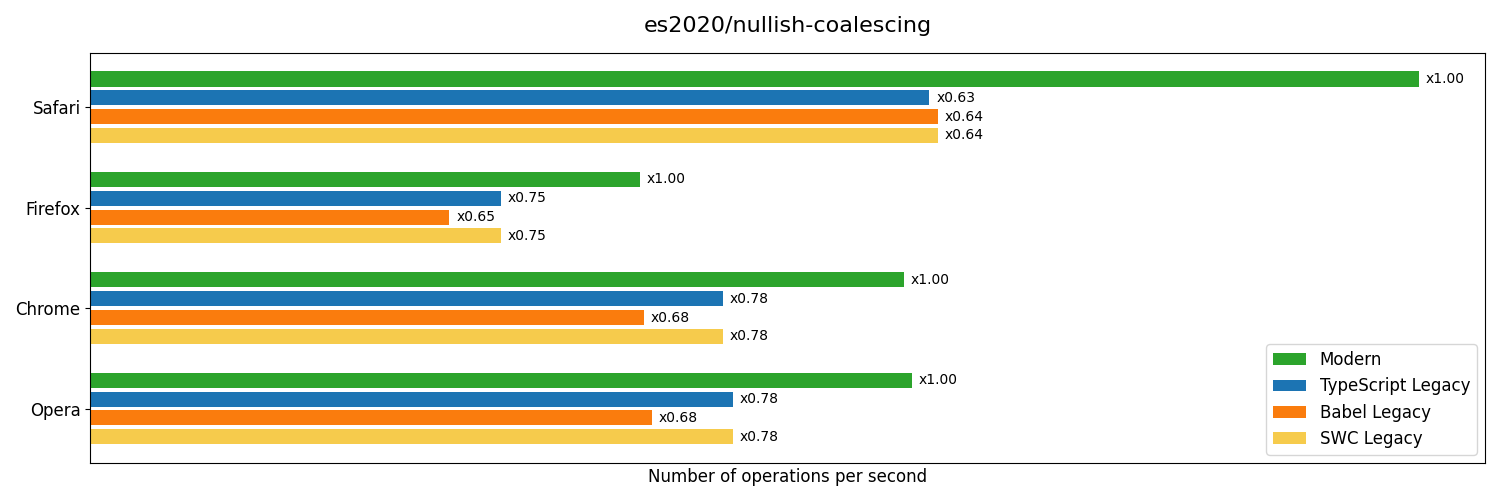 es2020/nullish-coalescing
Safari
x1.00
x0.63
x0.64
x0.64
Firefox
x1.00
x0.75
x0.65
x0.75
Chrome
x1.00
x0.78
x0.68
x0.78
Opera
x1.00
x0.78
x0.68
x0.78
Modern
TypeScript Legacy
Babel Legacy
SWC Legacy
Number of operations per second